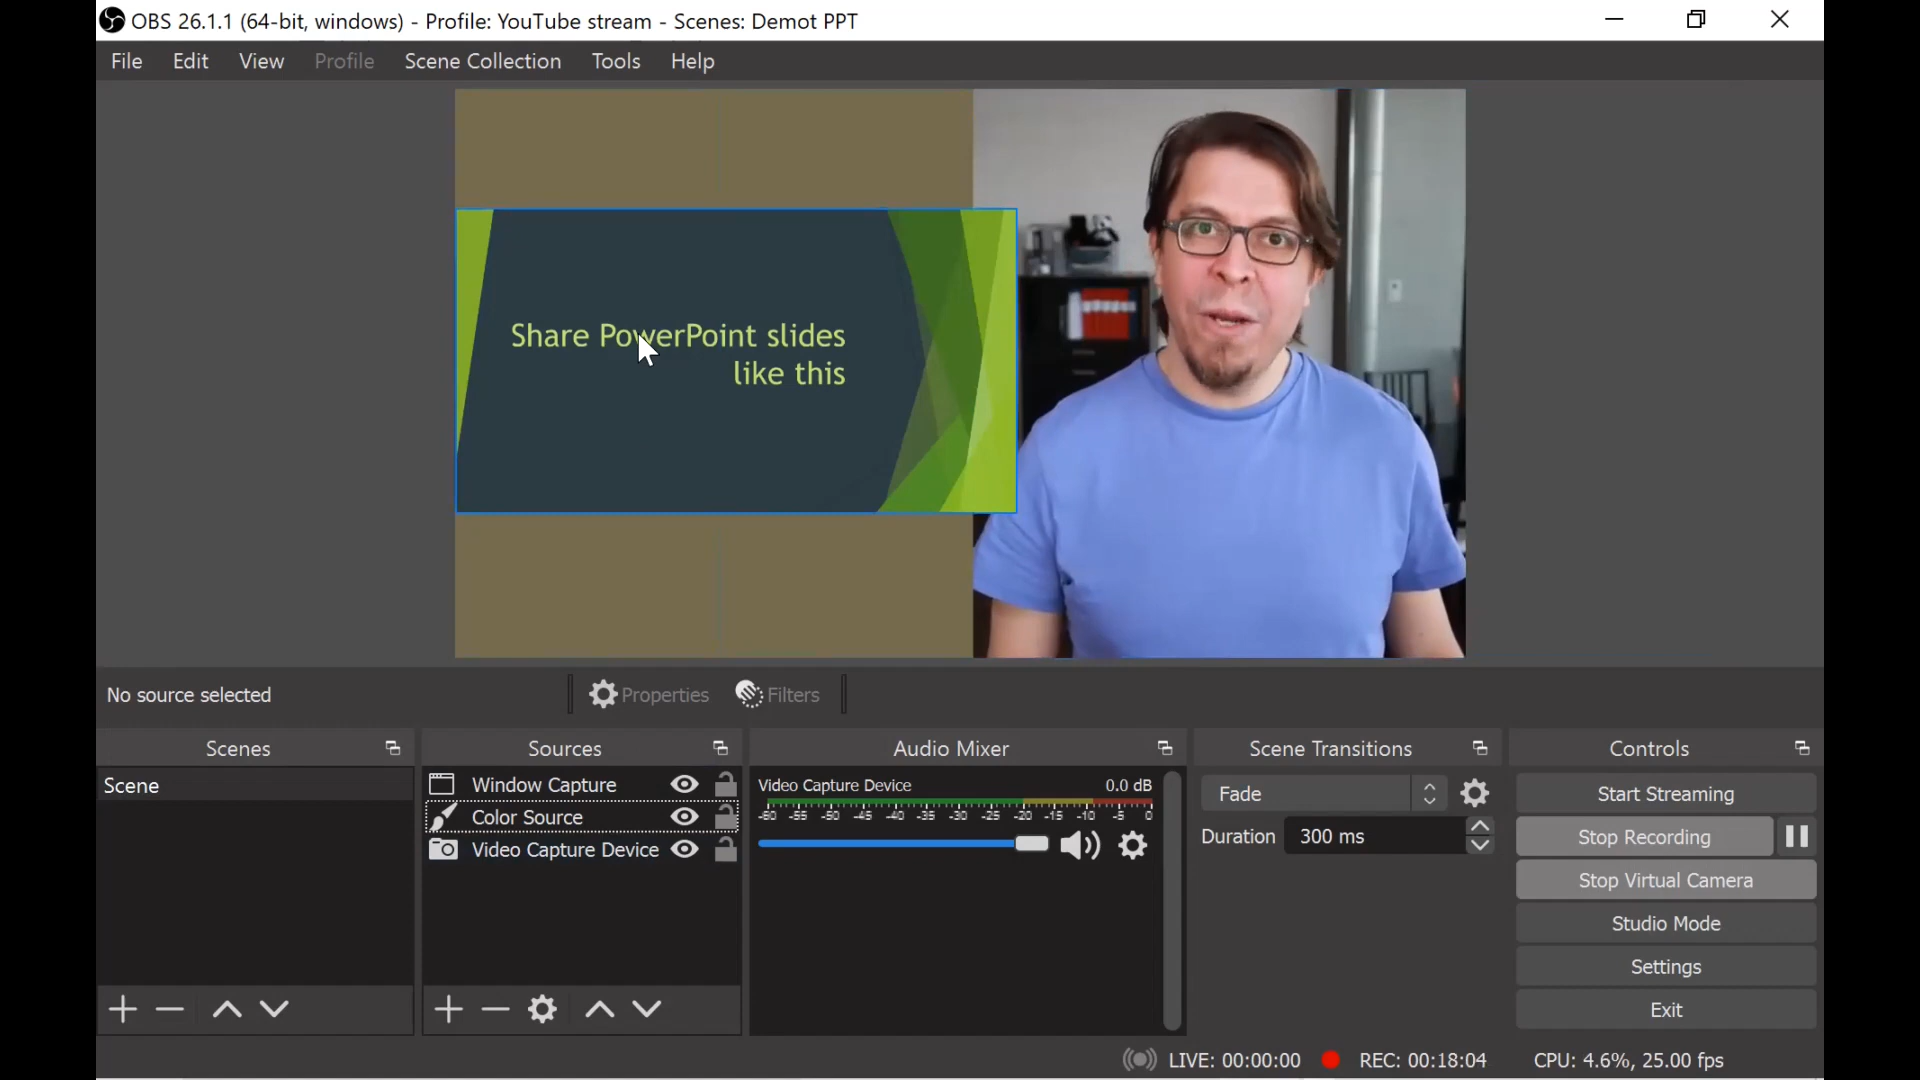 OBS 26.1.1 (64-bit, windows) - Profile: YouTube stream - Scenes: Demot PPT
File Edit View Profile Scene Collection Tools Help
Share PowerPoint slides
like this
No source selected
Properties
Filters
Scenes
Scene
Sources
Window Capture
Color Source
Video Capture Device
Audio Mixer
Video Capture Device 0.0 dB
-60 -55 -50 -45 -40 -35 -30 -25 -20 -15 -10 -5 0
Scene Transitions
Fade
Duration 300 ms
Controls
Start Streaming
Stop Recording
Stop Virtual Camera
Studio Mode
Settings
Exit
LIVE: 00:00:00 REC: 00:18:04 CPU: 4.6%, 25.00 fps